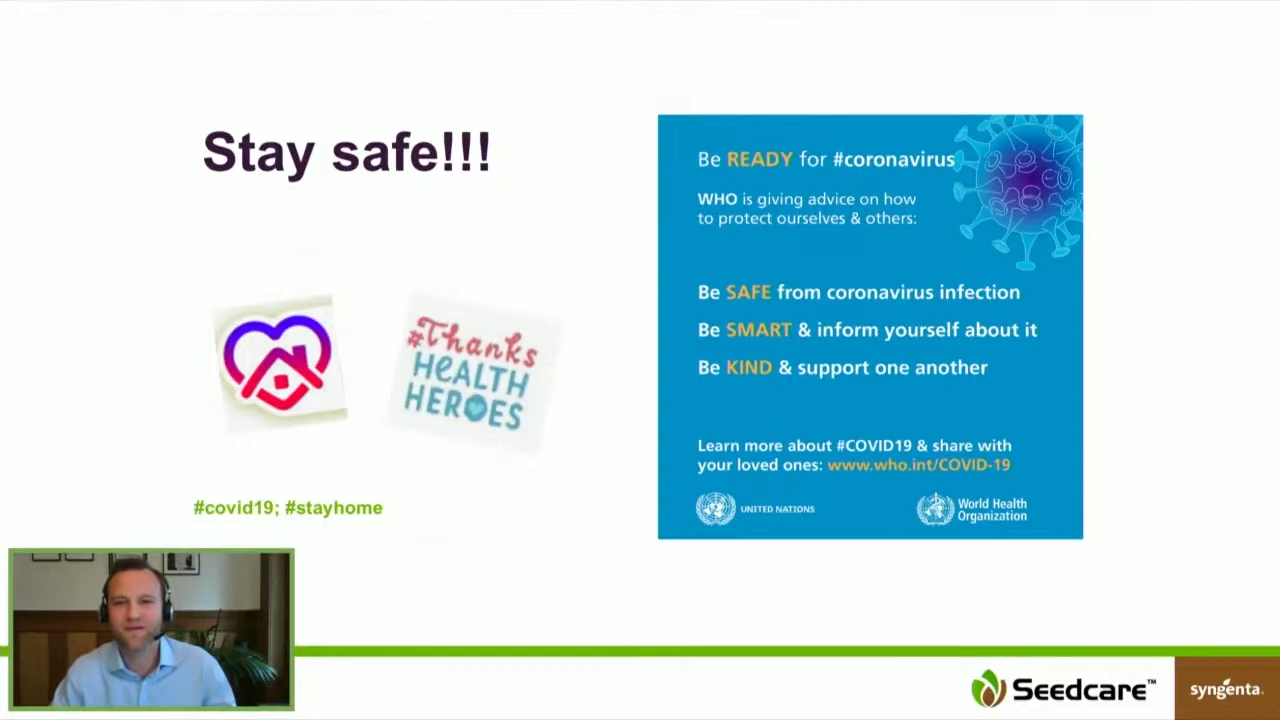 Stay safe!!!
#Thanks
HEALTH
HEROES
#covid19; #stayhome
Be READY for #coronavirus
WHO is giving advice on how
to protect ourselves & others:
Be SAFE from coronavirus infection
Be SMART & inform yourself about it
Be KIND & support one another
Learn more about #COVID19 & share with
your loved ones: www.who.int/COVID-19
UNITED NATIONS
World Health
Organization
Seedcare™
syngenta.